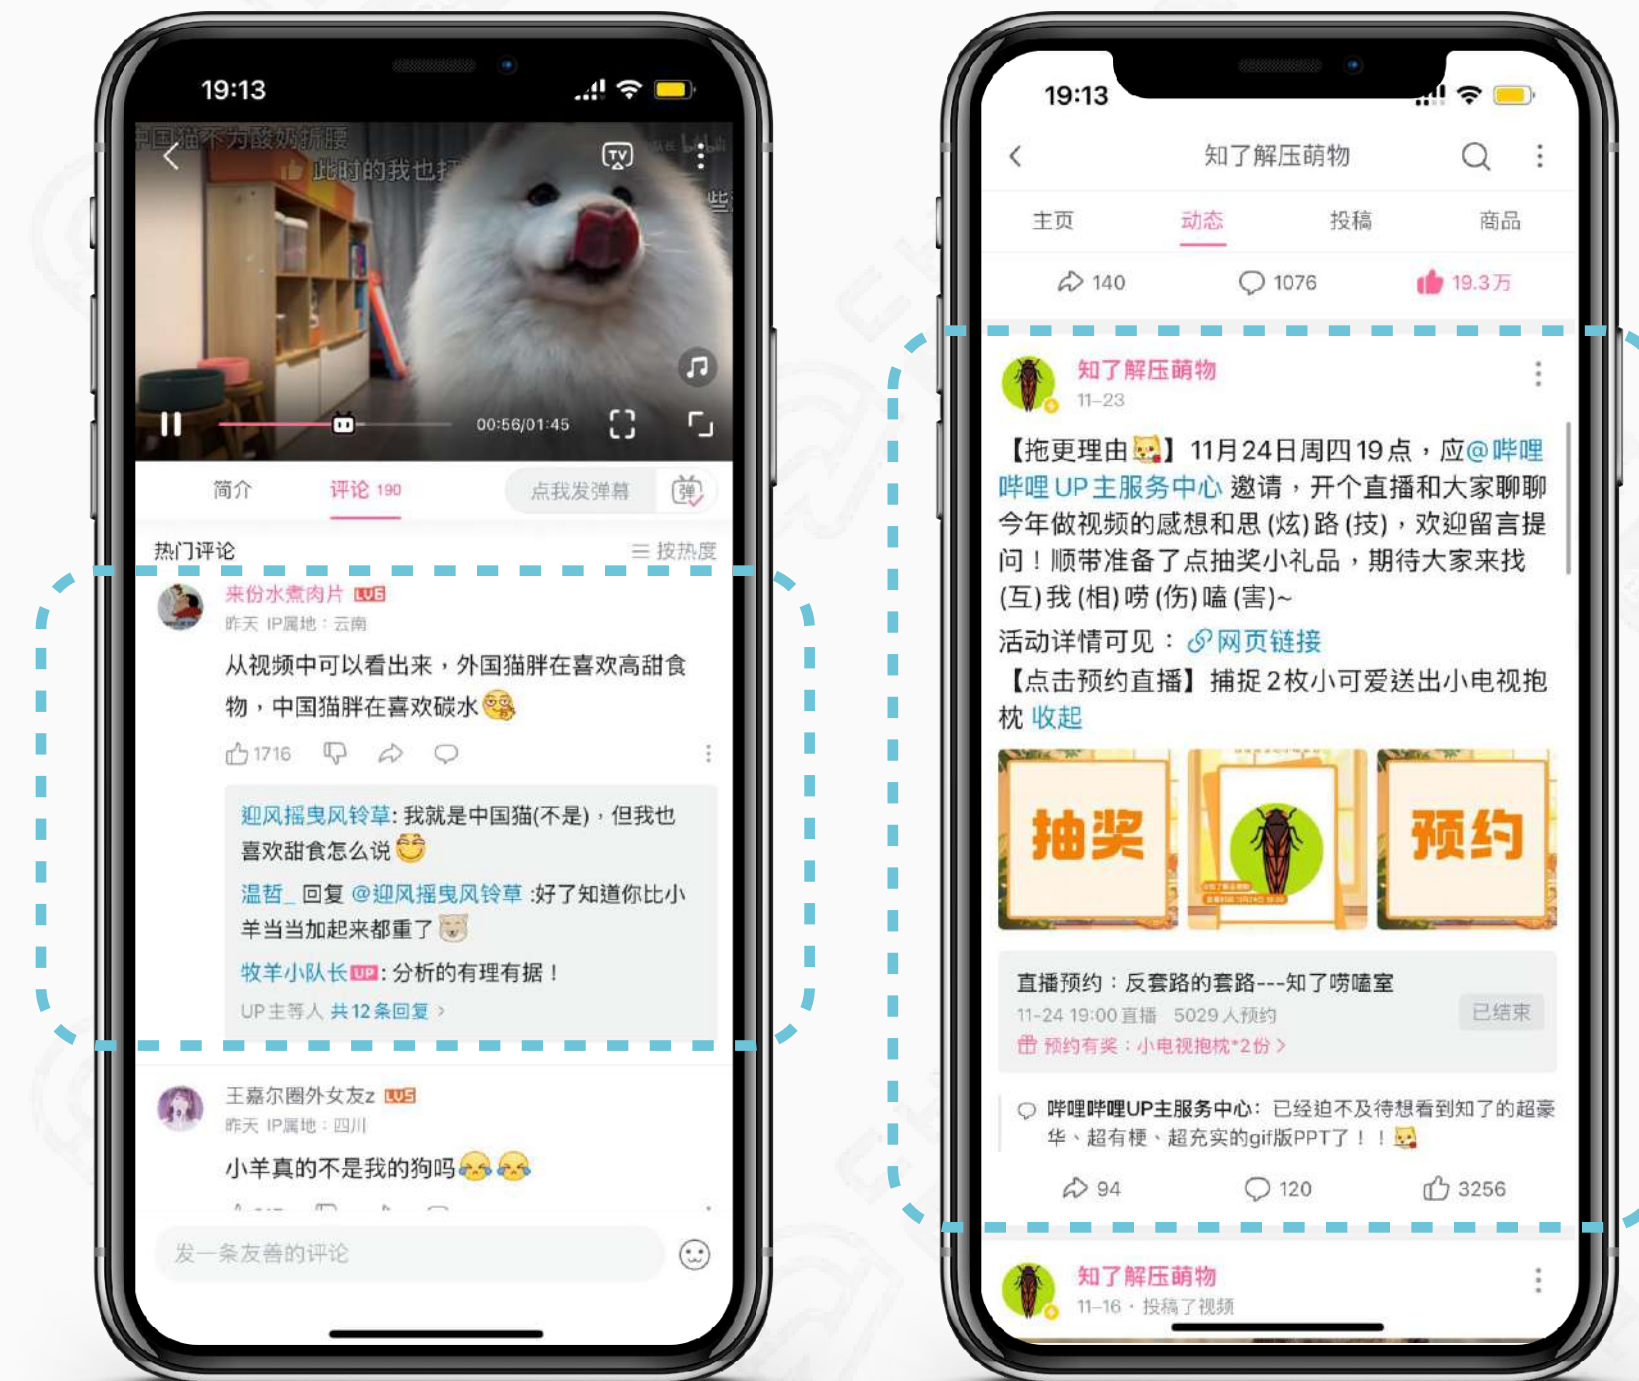 19:13
中国猫不为酸奶折腰
此时的我也
00:56/01:45
简介
评论 190
点我发弹幕
弹
热门评论
按热度
来份水煮肉片 LV6
昨天 IP属地：云南
从视频中可以看出来，外国猫胖在喜欢高甜食
物，中国猫胖在喜欢碳水
1716
迎风摇曳风铃草: 我就是中国猫(不是)，但我也
喜欢甜食怎么说
温哲_ 回复 @迎风摇曳风铃草 :好了知道你比小
羊当当加起来都重了
牧羊小队长 UP : 分析的有理有据！
UP主等人 共12条回复 >
王嘉尔圈外女友z LV5
昨天 IP属地：四川
小羊真的不是我的狗吗
发一条友善的评论
19:13
知了解压萌物
主页
动态
投稿
商品
140
1076
19.3万
知了解压萌物
11-23
【拖更理由】11月24日周四19点，应@哔哩
哔哩UP主服务中心 邀请，开个直播和大家聊聊
今年做视频的感想和思(炫)路(技)，欢迎留言提
问！顺带准备了点抽奖小礼品，期待大家来找
(互)我(相)唠(伤)嗑(害)~
活动详情可见：网页链接
【点击预约直播】捕捉2枚小可爱送出小电视抱
枕 收起
抽奖
预约
直播预约：反套路的套路---知了唠嗑室
11-24 19:00直播 5029人预约
已结束
预约有奖：小电视抱枕*2份 >
哔哩哔哩UP主服务中心: 已经迫不及待想看到知了的超豪
华、超有梗、超充实的gif版PPT了！！
94
120
3256
知了解压萌物
11-16 · 投稿了视频